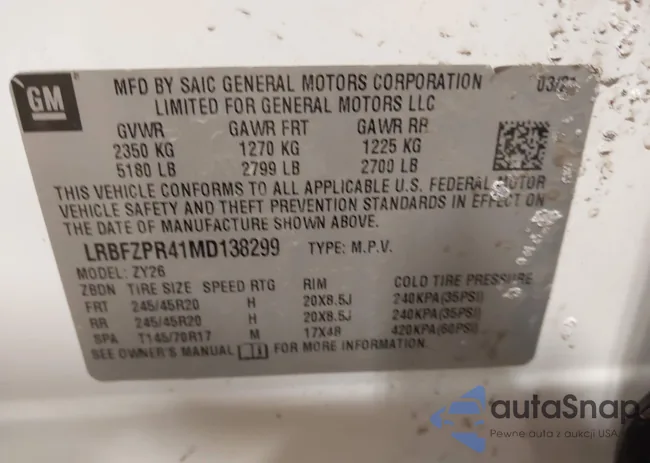 GM
MFD BY SAIC GENERAL MOTORS CORPORATION 03/21
LIMITED FOR GENERAL MOTORS LLC
GVWR GAWR FRT GAWR RR
2350 KG 1270 KG 1225 KG
5180 LB 2799 LB 2700 LB
THIS VEHICLE CONFORMS TO ALL APPLICABLE U.S. FEDERAL MOTOR
VEHICLE SAFETY AND THEFT PREVENTION STANDARDS IN EFFECT ON
THE DATE OF MANUFACTURE SHOWN ABOVE.
LRBFZPR41MD138299 TYPE: M.P.V.
MODEL: ZY26
ZBDN TIRE SIZE SPEED RTG RIM COLD TIRE PRESSURE
FRT 245/45R20 H 20X8.5J 240KPA(35PSI)
RR 245/45R20 H 20X8.5J 240KPA(35PSI)
SPA T145/70R17 M 17X4B 420KPA(60PSI)
SEE OWNER'S MANUAL FOR MORE INFORMATION.
autaSnap
Pewne auta z aukcji USA